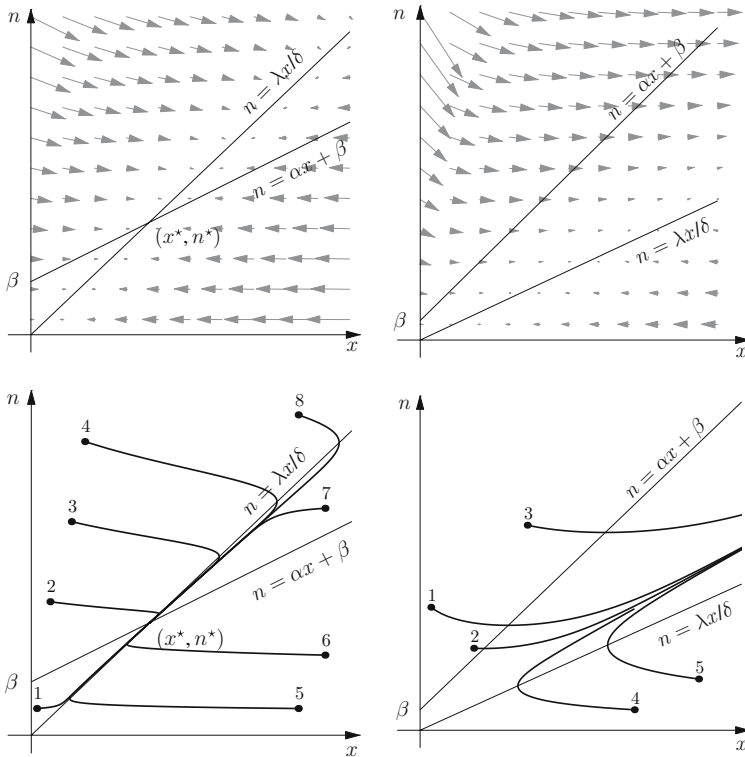 n
n = λx/δ
n = αx + β
(x⋆, n⋆)
β
x
n
n = αx + β
n = λx/δ
β
x
n
8
4
n = λx/δ
7
3
n = αx + β
2
(x⋆, n⋆)
6
β
1
5
x
n
n = αx + β
3
1
2
n = λx/δ
5
β
4
x